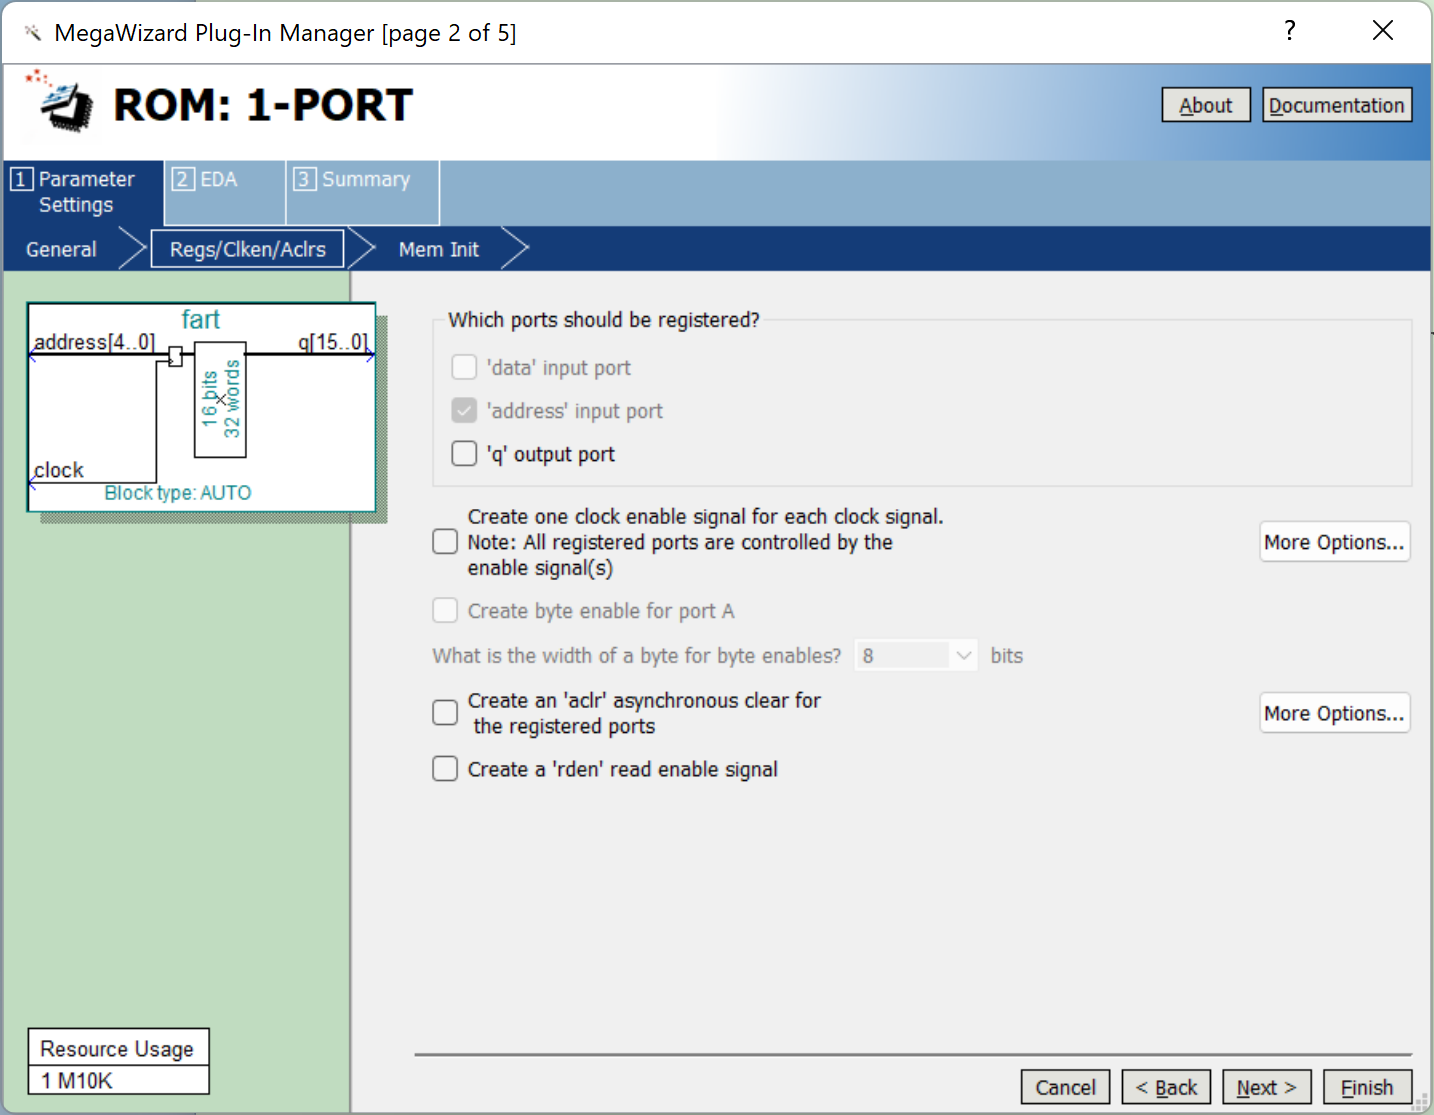 MegaWizard Plug-In Manager [page 2 of 5]
?
ROM: 1-PORT
About
Documentation
1 Parameter
Settings
2 EDA
3 Summary
General
Regs/Clken/Aclrs
Mem Init
fart
address[4..0]
q[15..0]
16 bits
32 words
clock
Block type: AUTO
Which ports should be registered?
'data' input port
'address' input port
'q' output port
Create one clock enable signal for each clock signal.
Note: All registered ports are controlled by the
enable signal(s)
More Options...
Create byte enable for port A
What is the width of a byte for byte enables? 8 bits
Create an 'aclr' asynchronous clear for
the registered ports
More Options...
Create a 'rden' read enable signal
Resource Usage
1 M10K
Cancel
< Back
Next >
Finish